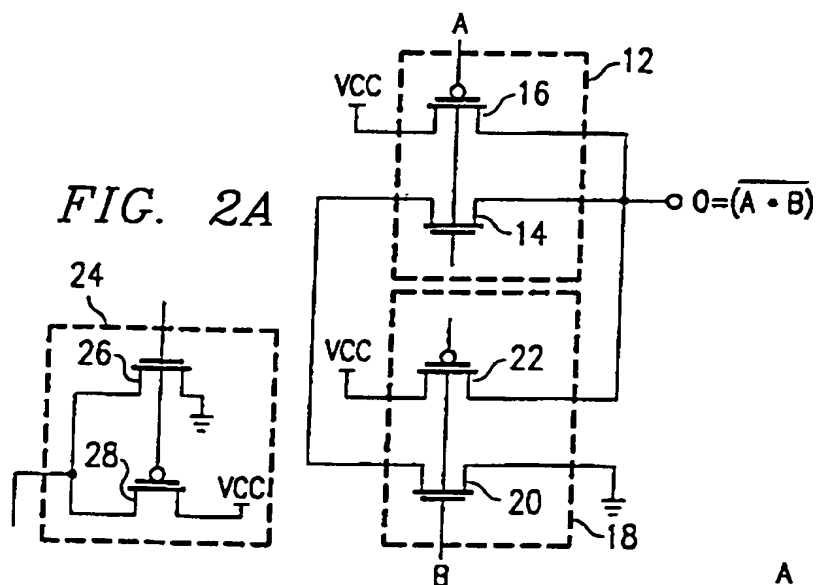 A
12
VCC
16
FIG. 2A
O=(A • B)
14
24
26
VCC
22
28
VCC
20
18
B
A